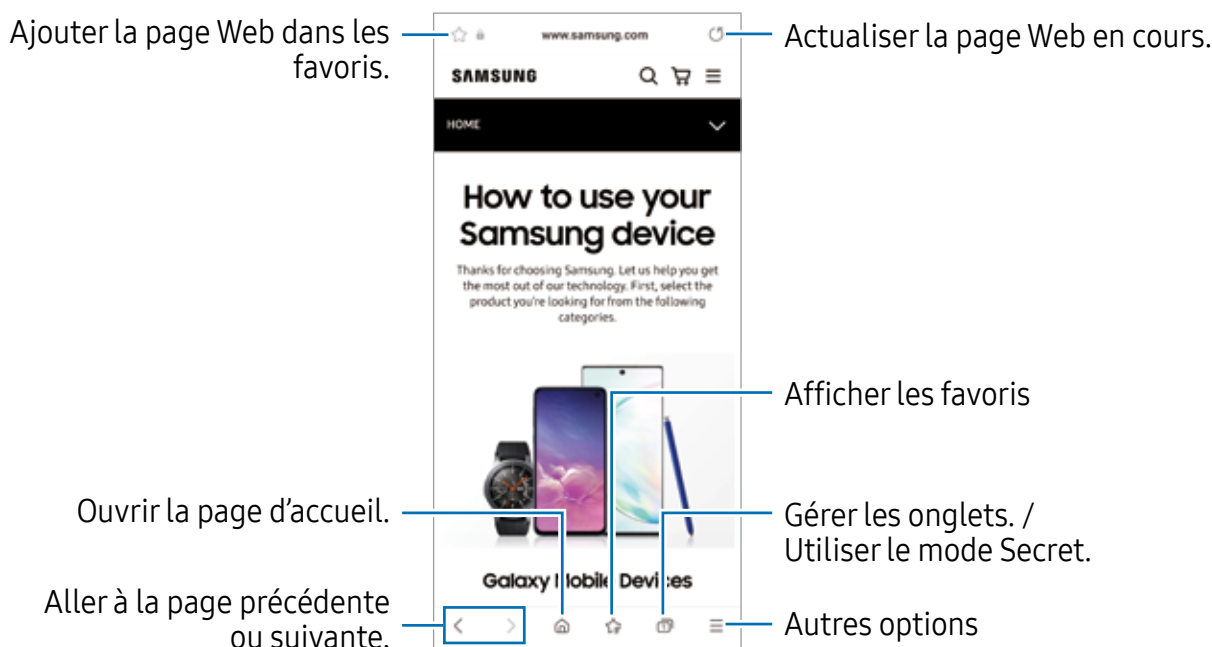 Ajouter la page Web dans les
favoris.
www.samsung.com
Actualiser la page Web en cours.
SAMSUNG
HOME
How to use your
Samsung device
Thanks for choosing Samsung. Let us help you get
the most out of our technology. First, select the
product you're looking for from the following
categories.
Afficher les favoris
Ouvrir la page d’accueil.
Gérer les onglets. /
Utiliser le mode Secret.
Galaxy Mobile Devices
Aller à la page précédente
ou suivante.
1
Autres options